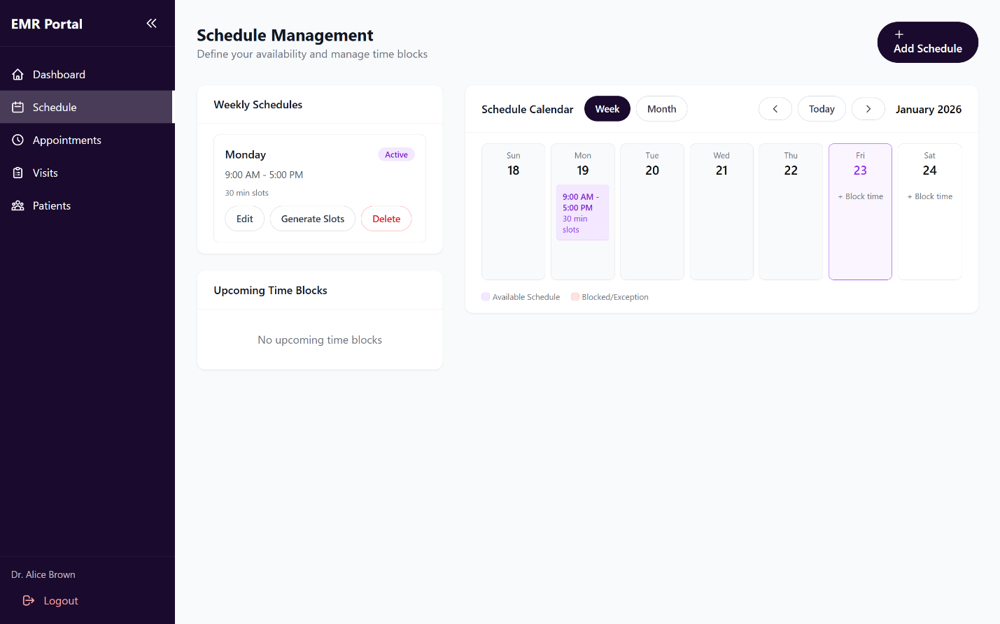 EMR Portal
Dashboard
Schedule
Appointments
Visits
Patients
Dr. Alice Brown
Logout
Schedule Management
Define your availability and manage time blocks
+
Add Schedule
Weekly Schedules
Monday
Active
9:00 AM - 5:00 PM
30 min slots
Edit
Generate Slots
Delete
Upcoming Time Blocks
No upcoming time blocks
Schedule Calendar
Week
Month
Today
January 2026
Sun
18
Mon
19
9:00 AM -
5:00 PM
30 min
slots
Tue
20
Wed
21
Thu
22
Fri
23
+ Block time
Sat
24
+ Block time
Available Schedule
Blocked/Exception